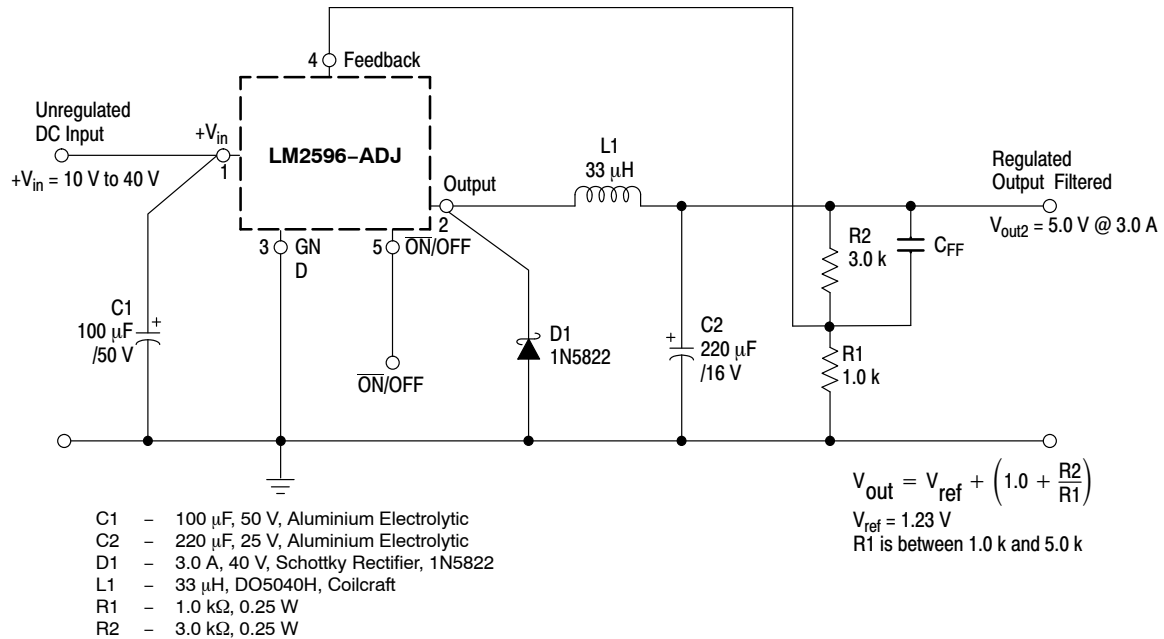 4 Feedback
Unregulated
DC Input
+Vin
1
+Vin = 10 V to 40 V
LM2596–ADJ
Output
2
L1
33 μH
Regulated
Output Filtered
Vout2 = 5.0 V @ 3.0 A
3 GN
D
5 ON/OFF
ON/OFF
C1
100 μF
/50 V
+
D1
1N5822
+
C2
220 μF
/16 V
R2
3.0 k
CFF
R1
1.0 k
Vout = Vref + (1.0 + R2/R1)
Vref = 1.23 V
R1 is between 1.0 k and 5.0 k
C1 – 100 μF, 50 V, Aluminium Electrolytic
C2 – 220 μF, 25 V, Aluminium Electrolytic
D1 – 3.0 A, 40 V, Schottky Rectifier, 1N5822
L1 – 33 μH, DO5040H, Coilcraft
R1 – 1.0 kΩ, 0.25 W
R2 – 3.0 kΩ, 0.25 W